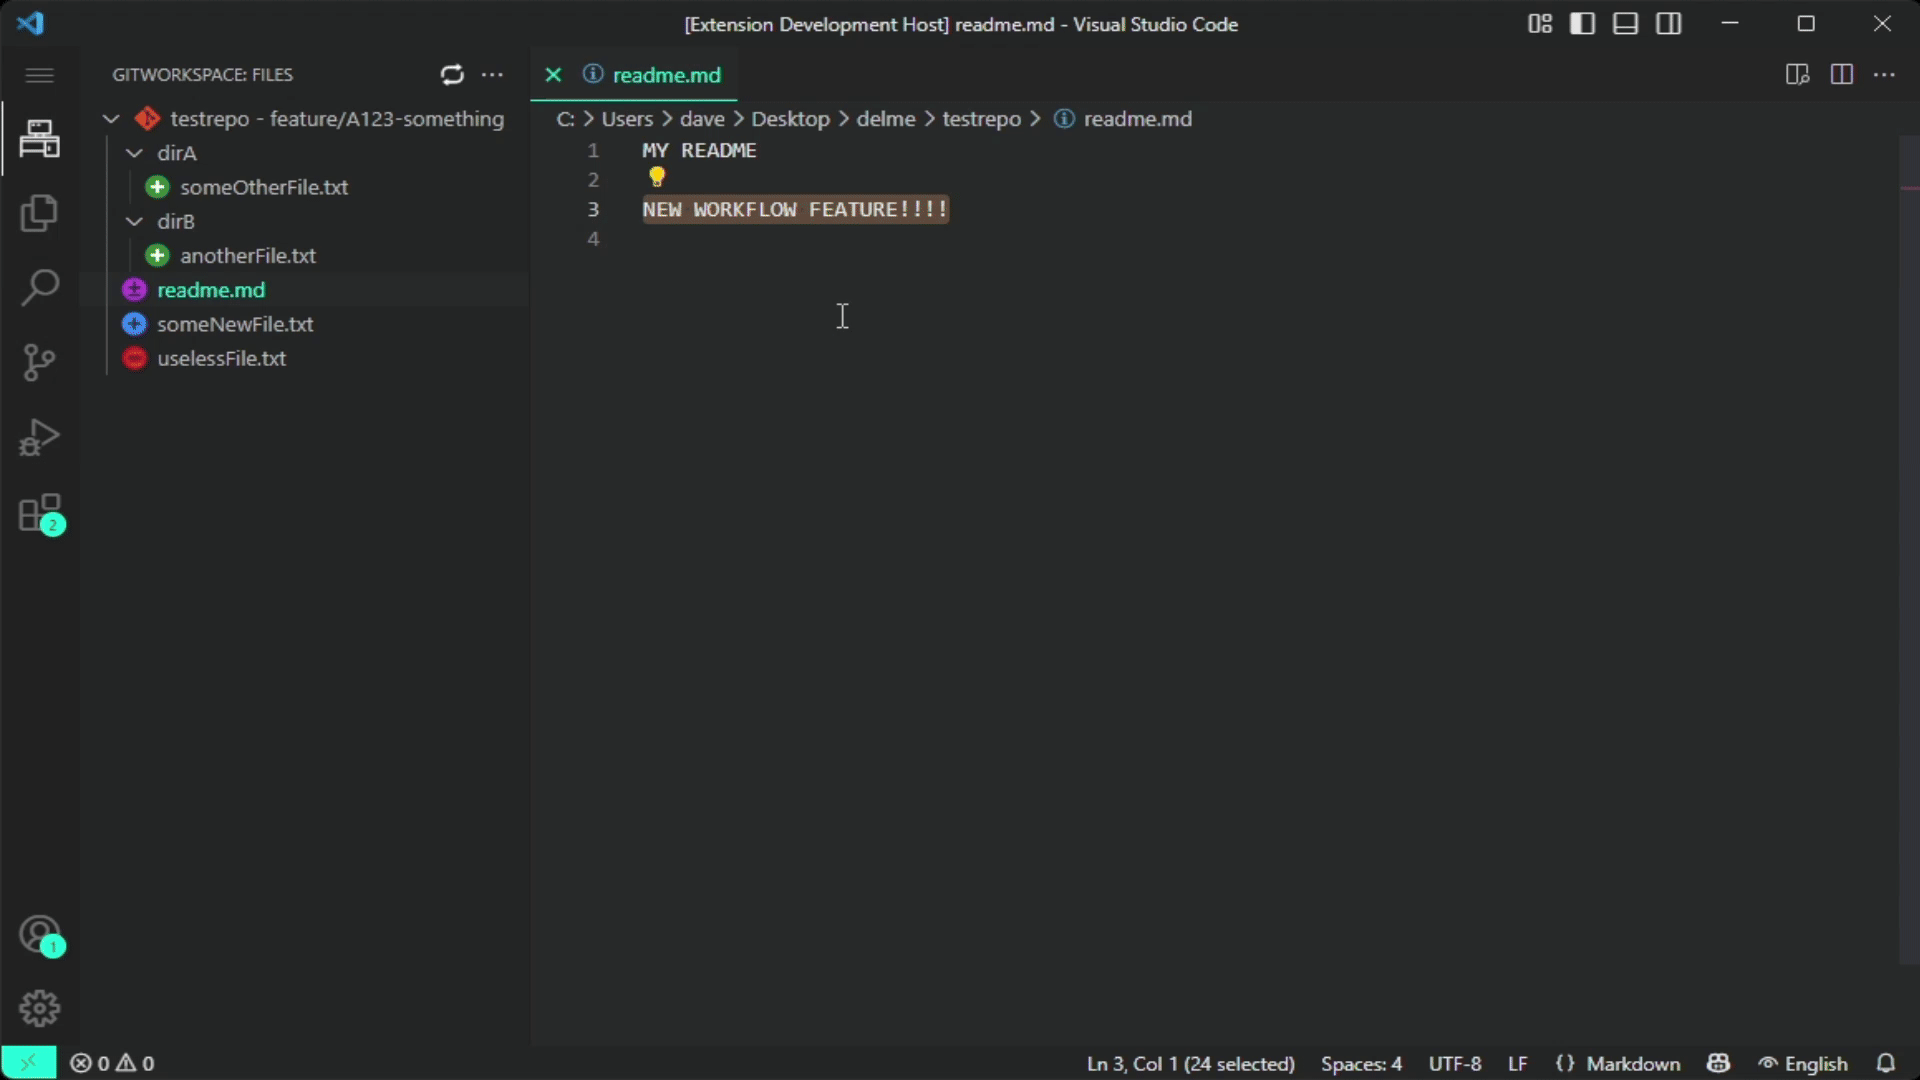 [Extension Development Host] readme.md - Visual Studio Code
GITWORKSPACE: FILES
testrepo - feature/A123-something
dirA
someOtherFile.txt
dirB
anotherFile.txt
readme.md
someNewFile.txt
uselessFile.txt
2
1
readme.md
C: > Users > dave > Desktop > delme > testrepo > readme.md
1 MY README
2
3 NEW WORKFLOW FEATURE!!!!
4
0 0
Ln 3, Col 1 (24 selected) Spaces: 4 UTF-8 LF {} Markdown English